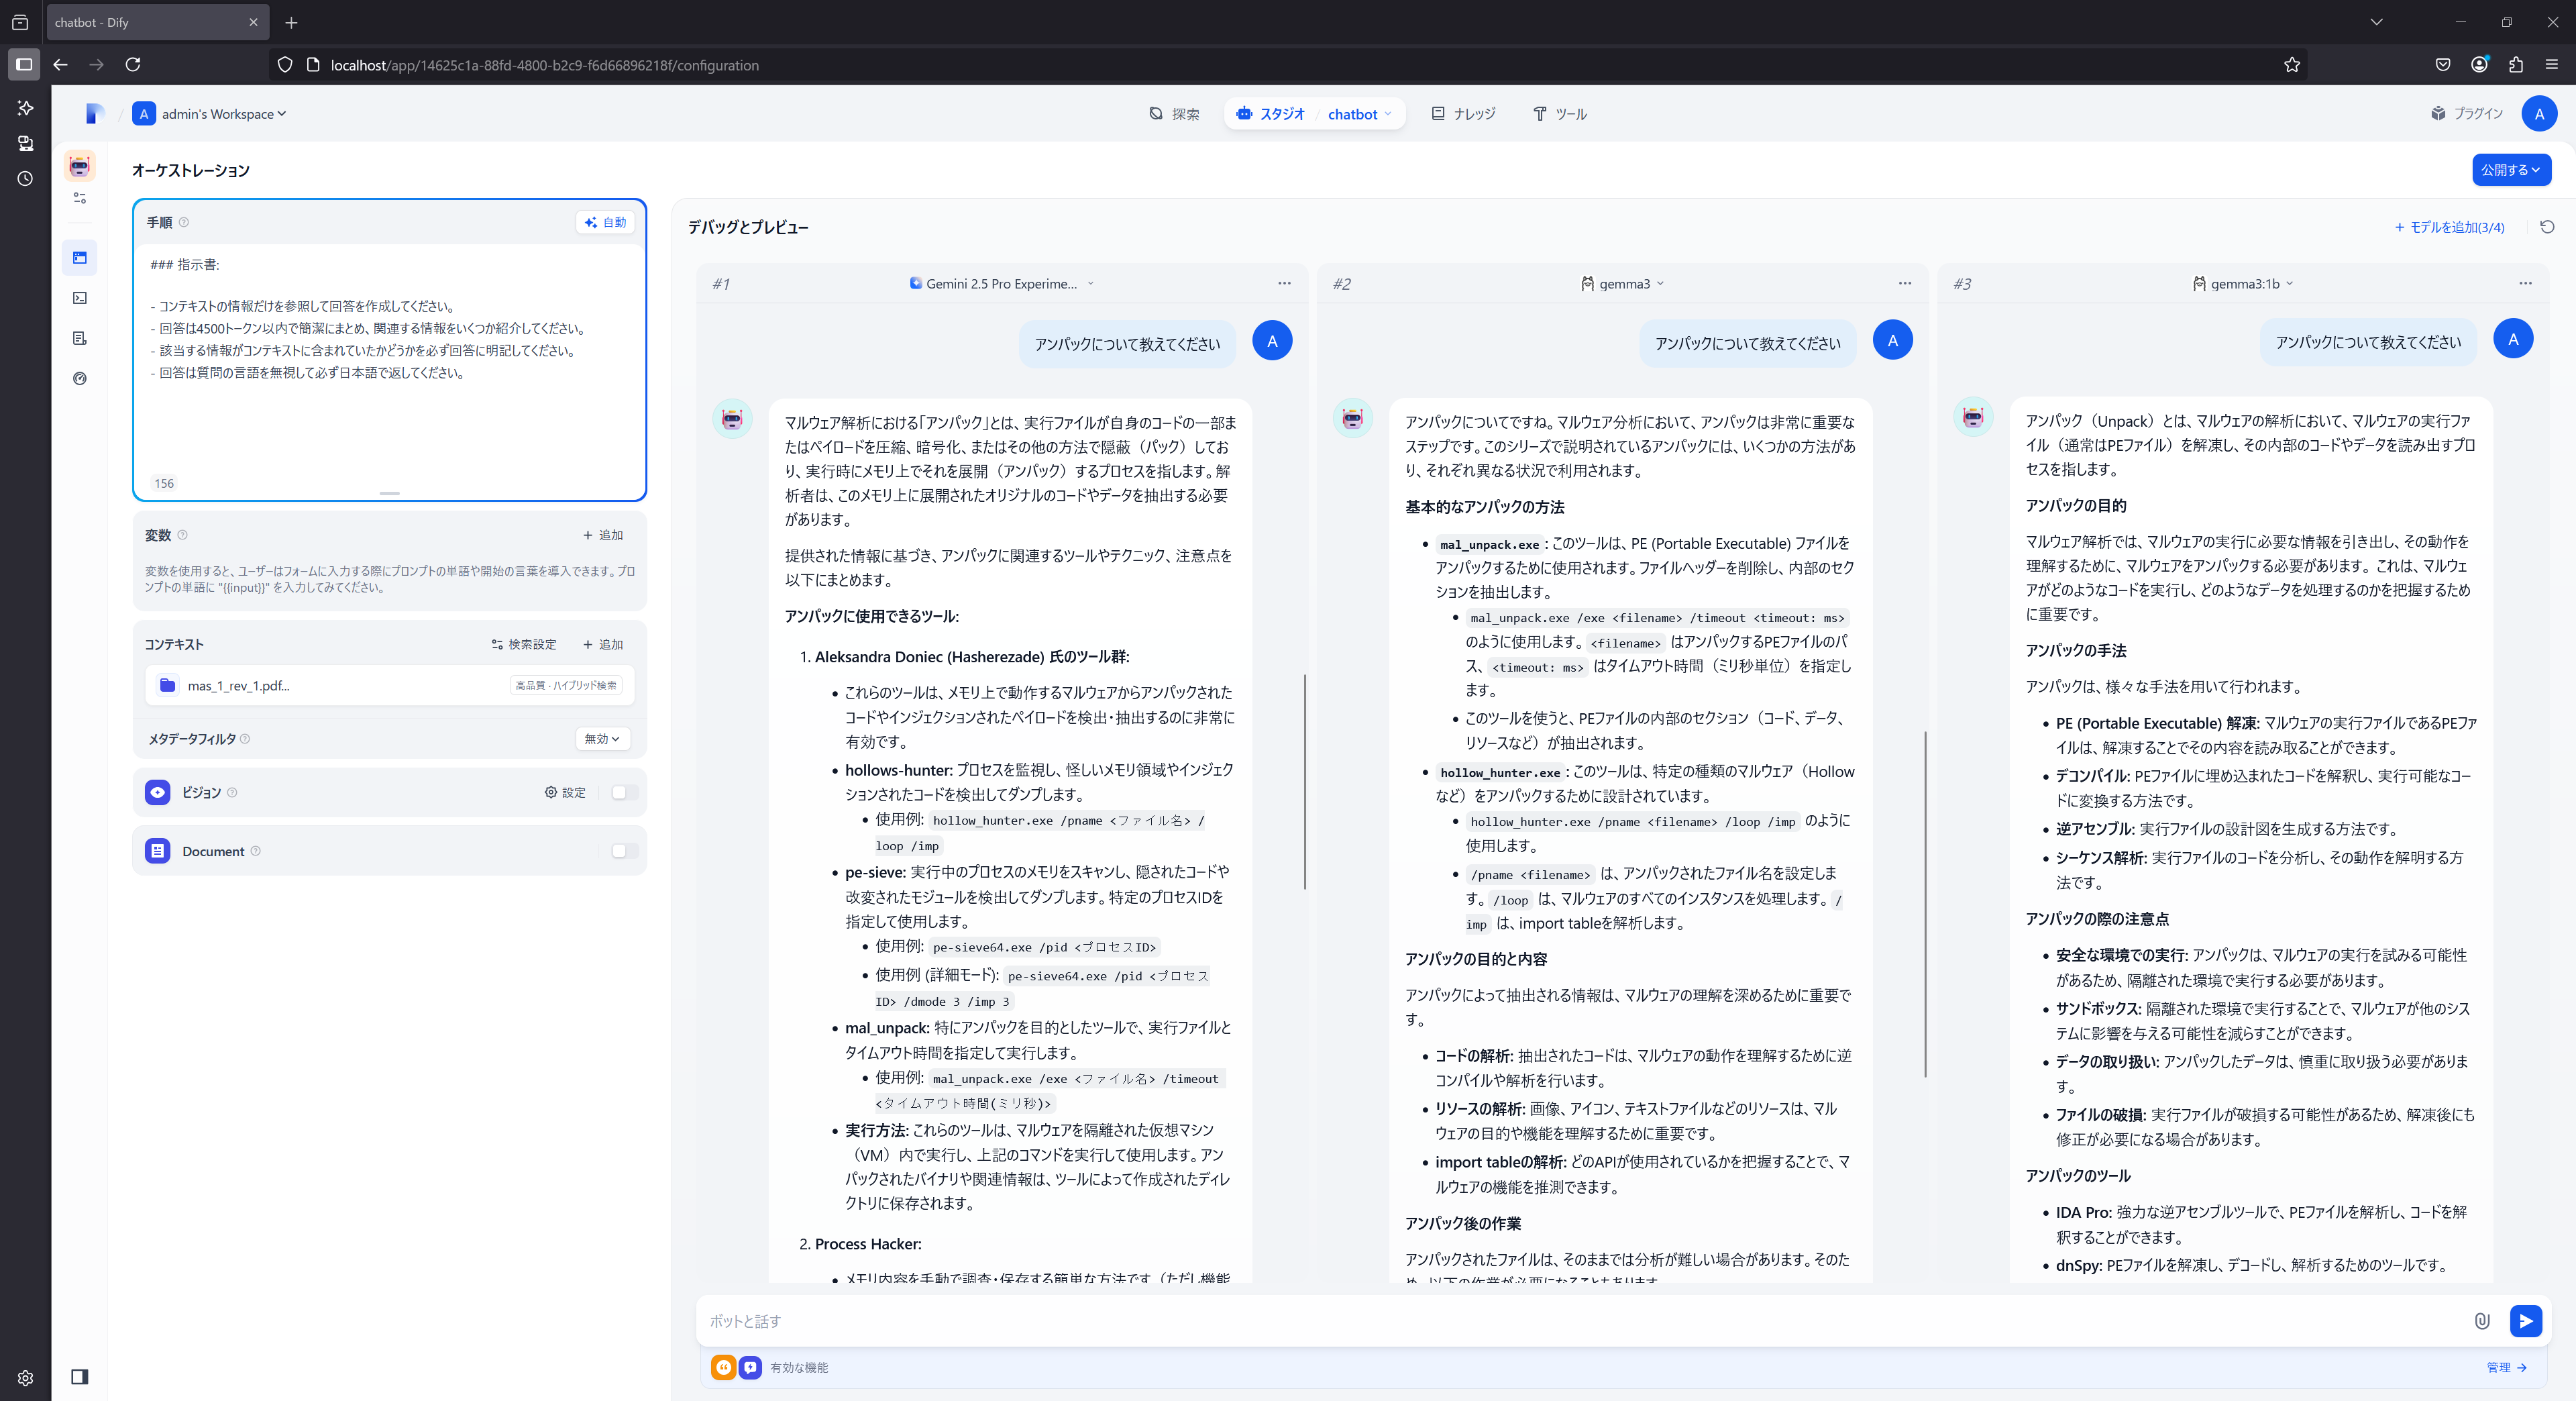 chatbot - Dify
localhost/app/14625c1a-88fd-4800-b2c9-f6d66896218f/configuration
A admin's Workspace
探索
スタジオ / chatbot
ナレッジ
ツール
プラグイン
A
オーケストレーション
公開する
手順
自動
### 指示書:
- コンテキストの情報だけを参照して回答を作成してください。
- 回答は4500トークン以内で簡潔にまとめ、関連する情報をいくつか紹介してください。
- 該当する情報がコンテキストに含まれていたかどうかを必ず回答に明記してください。
- 回答は質問の言語を無視して必ず日本語で返してください。
156
変数
+ 追加
変数を使用すると、ユーザーはフォームに入力する際にプロンプトの単語や開始の言葉を導入できます。プロ
ンプトの単語に "{{input}}" を入力してみてください。
コンテキスト
検索設定
+ 追加
mas_1_rev_1.pdf...
高品質 · ハイブリッド検索
メタデータフィルタ
無効
ビジョン
設定
Document
デバッグとプレビュー
+ モデルを追加(3/4)
#1
Gemini 2.5 Pro Experime...
アンパックについて教えてください
A
マルウェア解析における「アンパック」とは、実行ファイルが自身のコードの一部ま
たはペイロードを圧縮、暗号化、またはその他の方法で隠蔽（パック）してお
り、実行時にメモリ上でそれを展開（アンパック）するプロセスを指します。解
析者は、このメモリ上に展開されたオリジナルのコードやデータを抽出する必要
があります。
提供された情報に基づき、アンパックに関連するツールやテクニック、注意点を
以下にまとめます。
アンパックに使用できるツール:
1. Aleksandra Doniec (Hasherezade) 氏のツール群:
• これらのツールは、メモリ上で動作するマルウェアからアンパックされた
コードやインジェクションされたペイロードを検出・抽出するのに非常に
有効です。
• hollows-hunter: プロセスを監視し、怪しいメモリ領域やインジェク
ションされたコードを検出してダンプします。
• 使用例: hollow_hunter.exe /pname <ファイル名> /
loop /imp
• pe-sieve: 実行中のプロセスのメモリをスキャンし、隠されたコードや
改変されたモジュールを検出してダンプします。特定のプロセスIDを
指定して使用します。
• 使用例: pe-sieve64.exe /pid <プロセスID>
• 使用例 (詳細モード): pe-sieve64.exe /pid <プロセス
ID> /dmode 3 /imp 3
• mal_unpack: 特にアンパックを目的としたツールで、実行ファイルと
タイムアウト時間を指定して実行します。
• 使用例: mal_unpack.exe /exe <ファイル名> /timeout
<タイムアウト時間(ミリ秒)>
• 実行方法: これらのツールは、マルウェアを隔離された仮想マシン
（VM）内で実行し、上記のコマンドを実行して使用します。アン
パックされたバイナリや関連情報は、ツールによって作成されたディレ
クトリに保存されます。
2. Process Hacker:
• メモリ内容を手動で調査・保存する簡単な方法です（ただし機能
#2
gemma3
アンパックについて教えてください
A
アンパックについてですね。マルウェア分析において、アンパックは非常に重要な
ステップです。このシリーズで説明されているアンパックには、いくつかの方法があ
り、それぞれ異なる状況で利用されます。
基本的なアンパックの方法
• mal_unpack.exe: このツールは、PE (Portable Executable) ファイルを
アンパックするために使用されます。ファイルヘッダーを削除し、内部のセク
ションを抽出します。
• mal_unpack.exe /exe <filename> /timeout <timeout: ms>
のように使用します。<filename> はアンパックするPEファイルのパ
ス、<timeout: ms> はタイムアウト時間（ミリ秒単位）を指定し
ます。
• このツールを使うと、PEファイルの内部のセクション（コード、データ、
リソースなど）が抽出されます。
• hollow_hunter.exe: このツールは、特定の種類のマルウェア（Hollow
など）をアンパックするために設計されています。
• hollow_hunter.exe /pname <filename> /loop /imp のように
使用します。
• /pname <filename> は、アンパックされたファイル名を設定しま
す。/loop は、マルウェアのすべてのインスタンスを処理します。/
imp は、import tableを解析します。
アンパックの目的と内容
アンパックによって抽出される情報は、マルウェアの理解を深めるために重要で
す。
• コードの解析: 抽出されたコードは、マルウェアの動作を理解するために逆
コンパイルや解析を行います。
• リソースの解析: 画像、アイコン、テキストファイルなどのリソースは、マル
ウェアの目的や機能を理解するために重要です。
• import tableの解析: どのAPIが使用されているかを把握することで、マ
ルウェアの機能を推測できます。
アンパック後の作業
アンパックされたファイルは、そのままでは分析が難しい場合があります。そのた
め、以下の作業が必要になることもあります。
#3
gemma3:1b
アンパックについて教えてください
A
アンパック（Unpack）とは、マルウェアの解析において、マルウェアの実行ファ
イル（通常はPEファイル）を解凍し、その内部のコードやデータを読み出すプロ
セスを指します。
アンパックの目的
マルウェア解析では、マルウェアの実行に必要な情報を引き出し、その動作を
理解するために、マルウェアをアンパックする必要があります。これは、マルウェ
アがどのようなコードを実行し、どのようなデータを処理するのかを把握するため
に重要です。
アンパックの手法
アンパックは、様々な手法を用いて行われます。
• PE (Portable Executable) 解凍: マルウェアの実行ファイルであるPEファ
イルは、解凍することでその内容を読み取ることができます。
• デコンパイル: PEファイルに埋め込まれたコードを解釈し、実行可能なコー
ドに変換する方法です。
• 逆アセンブル: 実行ファイルの設計図を生成する方法です。
• シーケンス解析: 実行ファイルのコードを分析し、その動作を解明する方
法です。
アンパックの際の注意点
• 安全な環境での実行: アンパックは、マルウェアの実行を試みる可能性
があるため、隔離された環境で実行する必要があります。
• サンドボックス: 隔離された環境で実行することで、マルウェアが他のシス
テムに影響を与える可能性を減らすことができます。
• データの取り扱い: アンパックしたデータは、慎重に取り扱う必要がありま
す。
• ファイルの破損: 実行ファイルが破損する可能性があるため、解凍後にも
修正が必要になる場合があります。
アンパックのツール
• IDA Pro: 強力な逆アセンブルツールで、PEファイルを解析し、コードを解
釈することができます。
• dnSpy: PEファイルを解凍し、デコードし、解析するためのツールです。
ボットと話す
有効な機能
管理 →